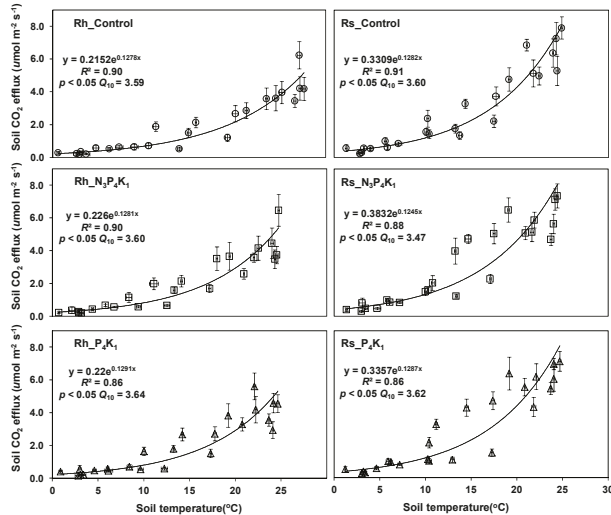 Rh_Control
y = 0.2152e^0.1278x
R² = 0.90
p < 0.05 Q₁₀ = 3.59
Soil CO₂ efflux (umol m⁻² s⁻¹)
8.0
6.0
4.0
2.0
0.0
Rs_Control
y = 0.3309e^0.1282x
R² = 0.91
p < 0.05 Q₁₀ = 3.60
Rh_N₃P₄K₁
y = 0.226e^0.1281x
R² = 0.90
p < 0.05 Q₁₀ = 3.60
Soil CO₂ efflux (umol m⁻² s⁻¹)
8.0
6.0
4.0
2.0
0.0
Rs_N₃P₄K₁
y = 0.3832e^0.1245x
R² = 0.88
p < 0.05 Q₁₀ = 3.47
Rh_P₄K₁
y = 0.22e^0.1291x
R² = 0.86
p < 0.05 Q₁₀ = 3.64
Soil CO₂ efflux (umol m⁻² s⁻¹)
8.0
6.0
4.0
2.0
0.0
Rs_P₄K₁
y = 0.3357e^0.1287x
R² = 0.86
p < 0.05 Q₁₀ = 3.62
0 5 10 15 20 25
0 5 10 15 20 25 30
Soil temperature(°C)
Soil temperature(°C)